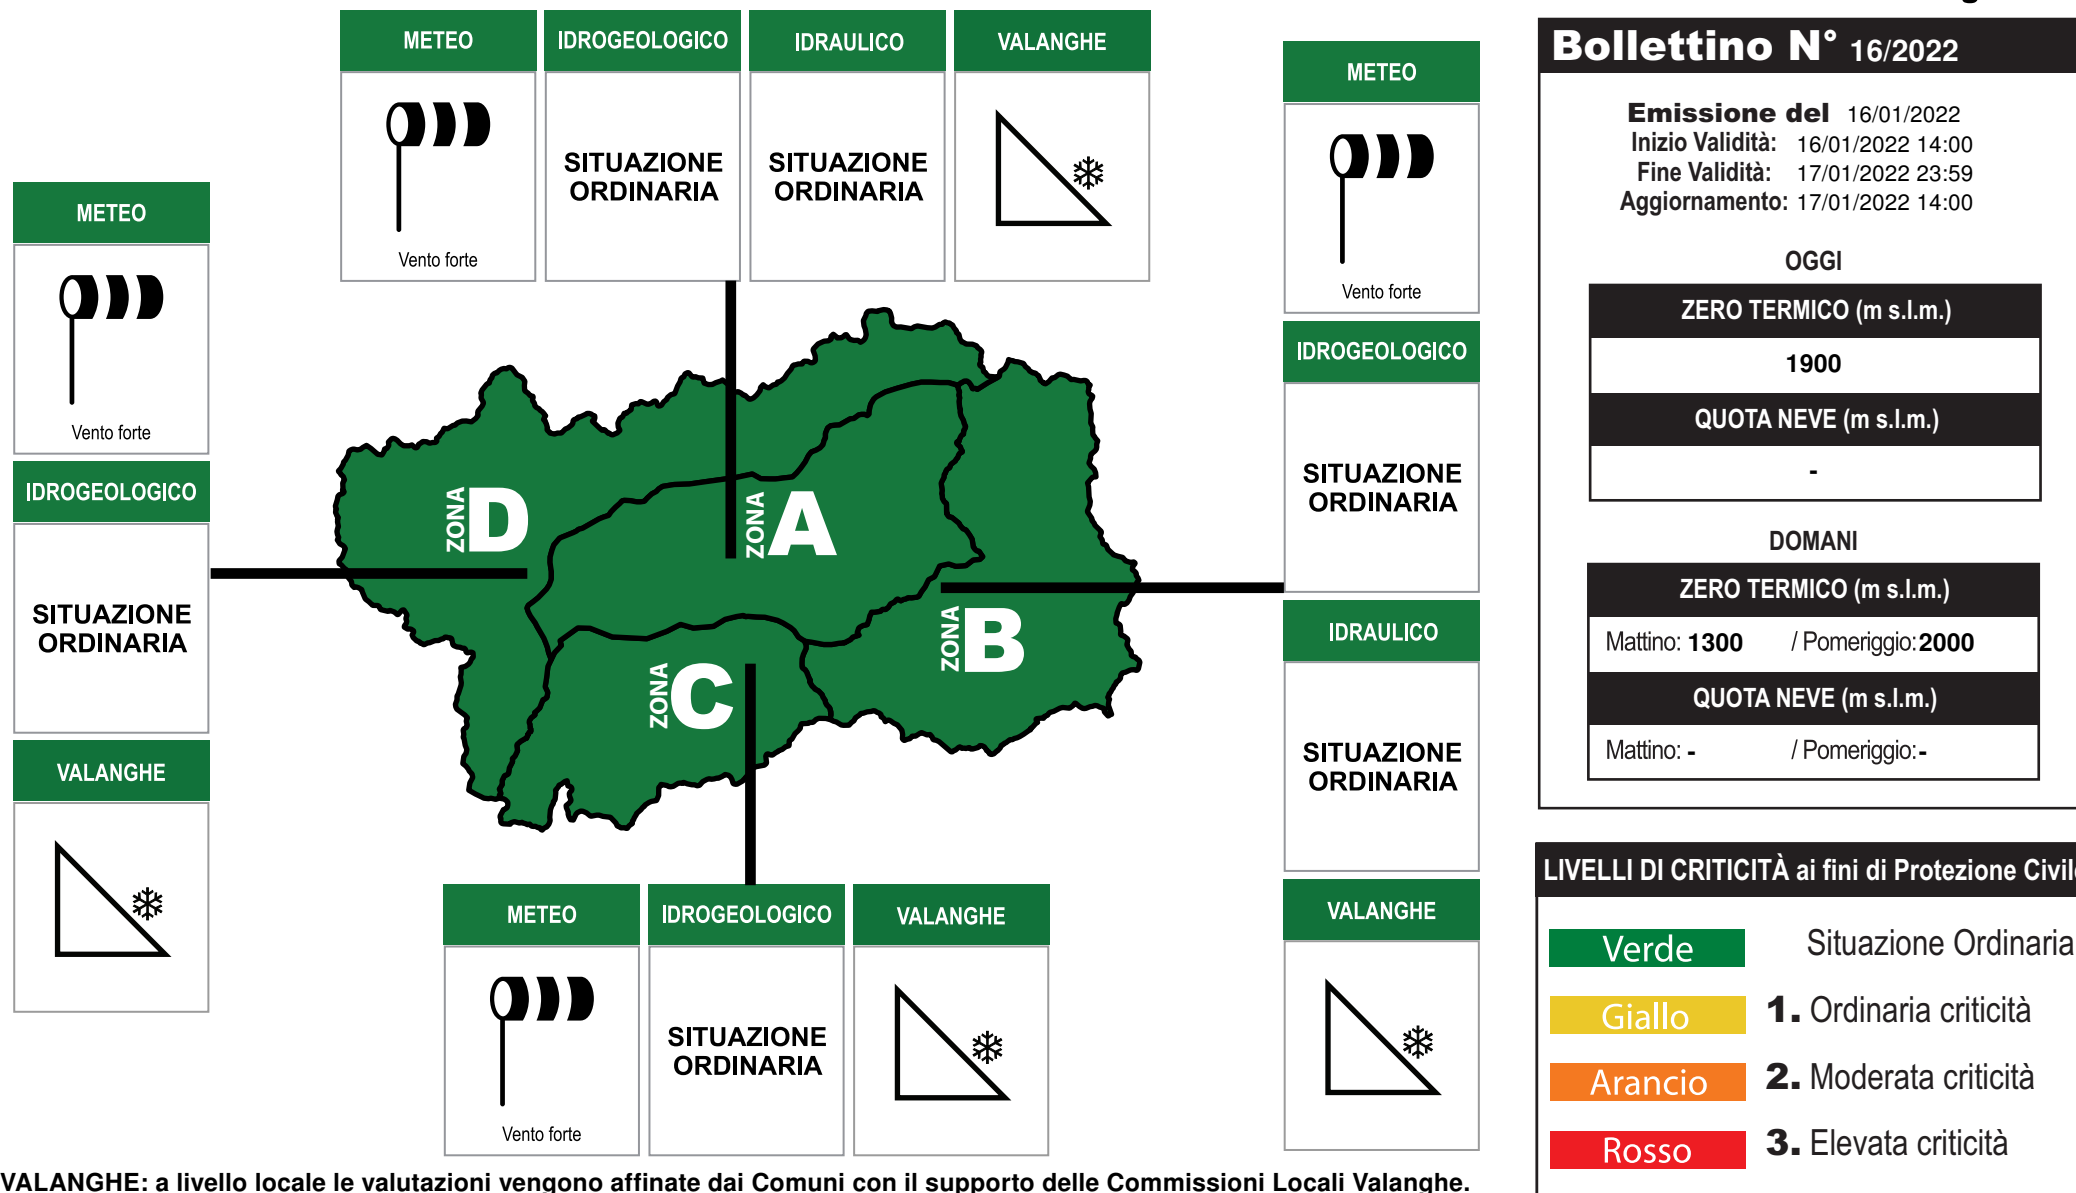 METEO
Vento forte
IDROGEOLOGICO
SITUAZIONE
ORDINARIA
IDRAULICO
SITUAZIONE
ORDINARIA
VALANGHE
METEO
Vento forte
IDROGEOLOGICO
SITUAZIONE
ORDINARIA
VALANGHE
METEO
Vento forte
IDROGEOLOGICO
SITUAZIONE
ORDINARIA
IDRAULICO
SITUAZIONE
ORDINARIA
VALANGHE
ZONA D
ZONA A
ZONA B
ZONA C
METEO
Vento forte
IDROGEOLOGICO
SITUAZIONE
ORDINARIA
VALANGHE
VALANGHE: a livello locale le valutazioni vengono affinate dai Comuni con il supporto delle Commissioni Locali Valanghe.
Bollettino N° 16/2022
Emissione del 16/01/2022
Inizio Validità: 16/01/2022 14:00
Fine Validità: 17/01/2022 23:59
Aggiornamento: 17/01/2022 14:00
OGGI
ZERO TERMICO (m s.l.m.)
1900
QUOTA NEVE (m s.l.m.)
-
DOMANI
ZERO TERMICO (m s.l.m.)
Mattino: 1300 / Pomeriggio: 2000
QUOTA NEVE (m s.l.m.)
Mattino: - / Pomeriggio: -
LIVELLI DI CRITICITÀ ai fini di Protezione Civile
Verde Situazione Ordinaria
Giallo 1. Ordinaria criticità
Arancio 2. Moderata criticità
Rosso 3. Elevata criticità